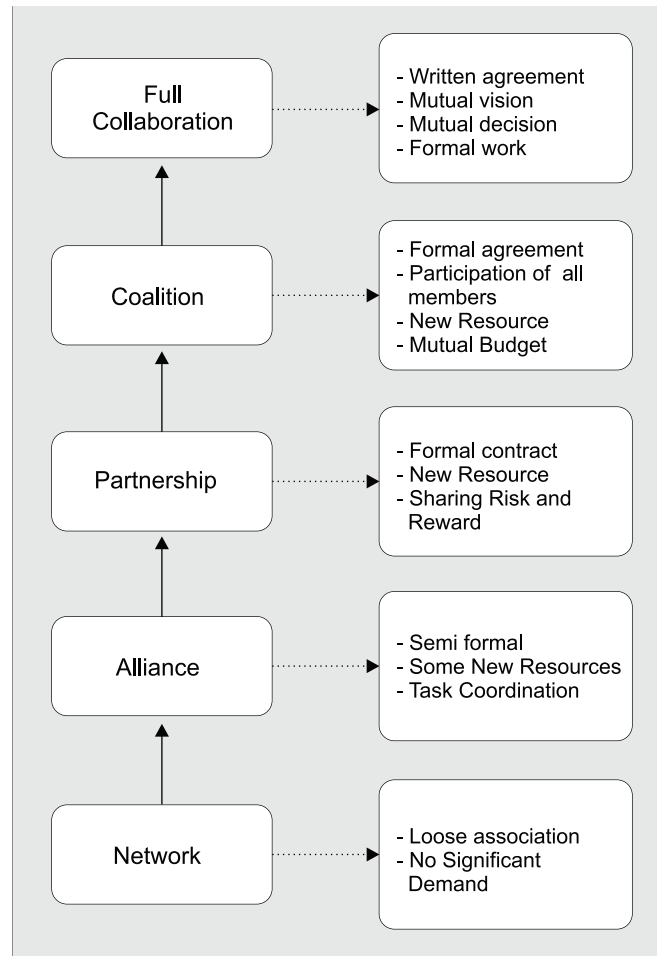 Full
Collaboration
- Written agreement
- Mutual vision
- Mutual decision
- Formal work
Coalition
- Formal agreement
- Participation of all
members
- New Resource
- Mutual Budget
Partnership
- Formal contract
- New Resource
- Sharing Risk and
Reward
Alliance
- Semi formal
- Some New Resources
- Task Coordination
Network
- Loose association
- No Significant
Demand